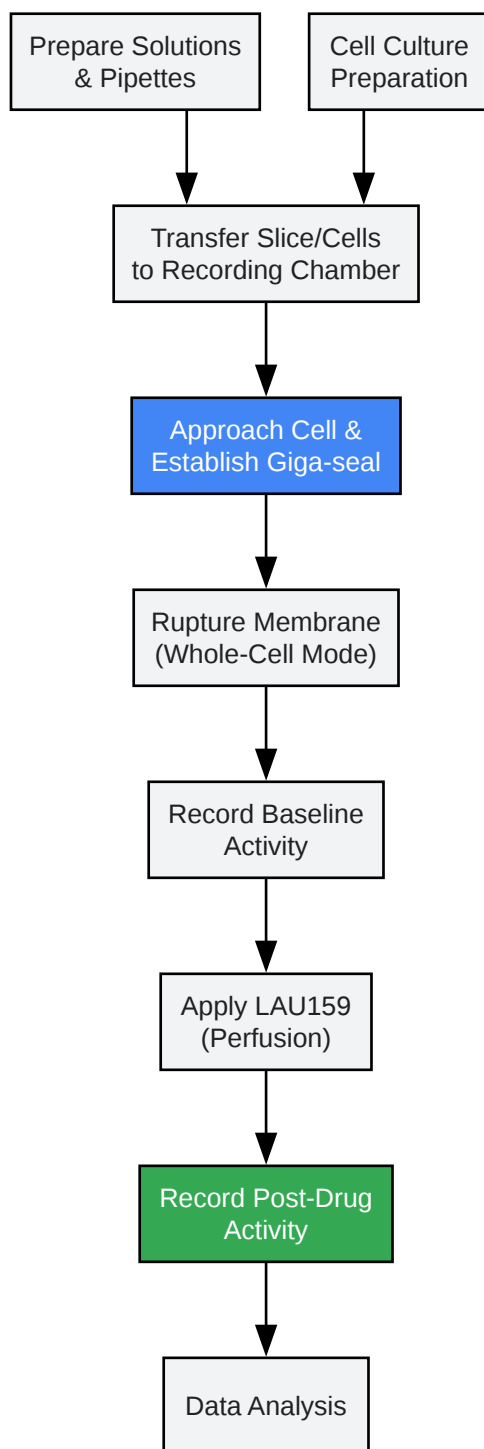 Prepare Solutions
& Pipettes
Cell Culture
Preparation
Transfer Slice/Cells
to Recording Chamber
Approach Cell &
Establish Giga-seal
Rupture Membrane
(Whole-Cell Mode)
Record Baseline
Activity
Apply LAU159
(Perfusion)
Record Post-Drug
Activity
Data Analysis